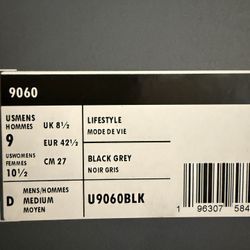 9060
USMENS
HOMMES
9
UK 8½
EUR 42½
USWOMENS
FEMMES
10½
CM 27
LIFESTYLE
MODE DE VIE
BLACK GREY
NOIR GRIS
D
MENS/HOMMES
MEDIUM
MOYEN
U9060BLK
1 96307 584